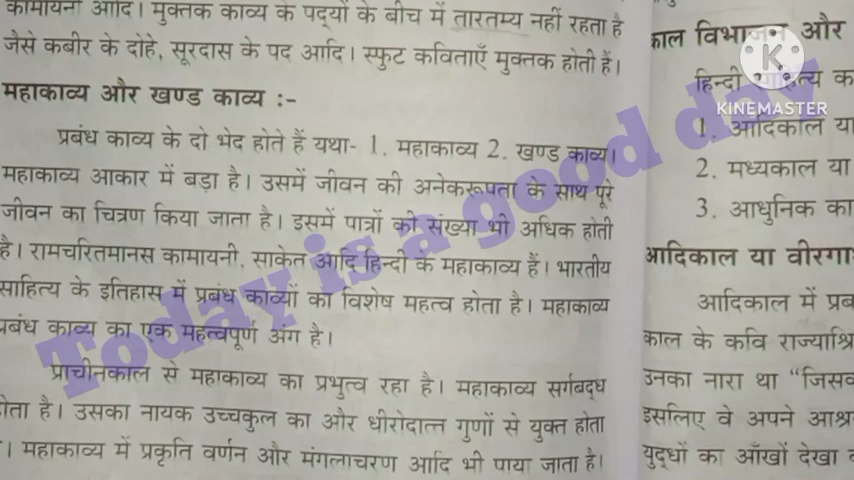 कामायनी आदि। मुक्तक काव्य के पद्यों के बीच में तारतम्य नहीं रहता है
जैसे कबीर के दोहे, सूरदास के पद आदि। स्फुट कविताएँ मुक्तक होती हैं।
महाकाव्य और खण्ड काव्य :-
प्रबंध काव्य के दो भेद होते हैं यथा- 1. महाकाव्य 2. खण्ड काव्य।
महाकाव्य आकार में बड़ा है। उसमें जीवन की अनेकरूपता के साथ पूरे
जीवन का चित्रण किया जाता है। इसमें पात्रों की संख्या भी अधिक होती
है। रामचरितमानस कामायनी, साकेत आदि हिन्दी के महाकाव्य हैं। भारतीय
साहित्य के इतिहास में प्रबंध काव्यों का विशेष महत्व होता है। महाकाव्य
प्रबंध काव्य का एक महत्वपूर्ण अंग है।
प्राचीनकाल से महाकाव्य का प्रभुत्व रहा है। महाकाव्य सर्गबद्ध
होता है। उसका नायक उच्चकुल का और धीरोदात्त गुणों से युक्त होता
। महाकाव्य में प्रकृति वर्णन और मंगलाचरण आदि भी पाया जाता है।
काल विभाजन और
हिन्दी साहित्य क
1. आदिकाल या
2. मध्यकाल या
3. आधुनिक का
आदिकाल या वीरगा
आदिकाल में प्रब
काल के कवि राज्याश्रि
उनका नारा था “जिसक
इसलिए वे अपने आश्र
युद्धों का आँखों देखा व
Today is a good day
KINEMASTER